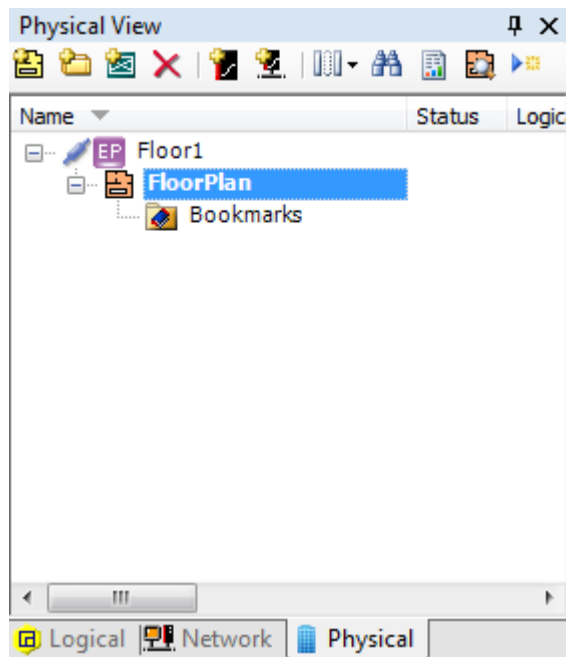 Physical View
Name Status Logic
EP Floor1
FloorPlan
Bookmarks
Logical Network Physical